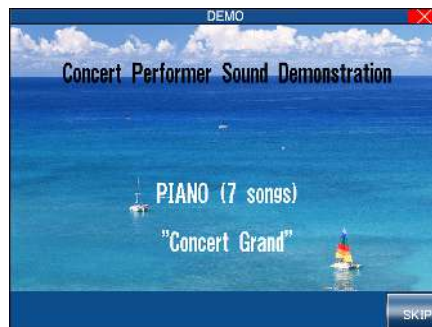 DEMO
Concert Performer Sound Demonstration
PIANO (7 songs)
"Concert Grand"
SKIP